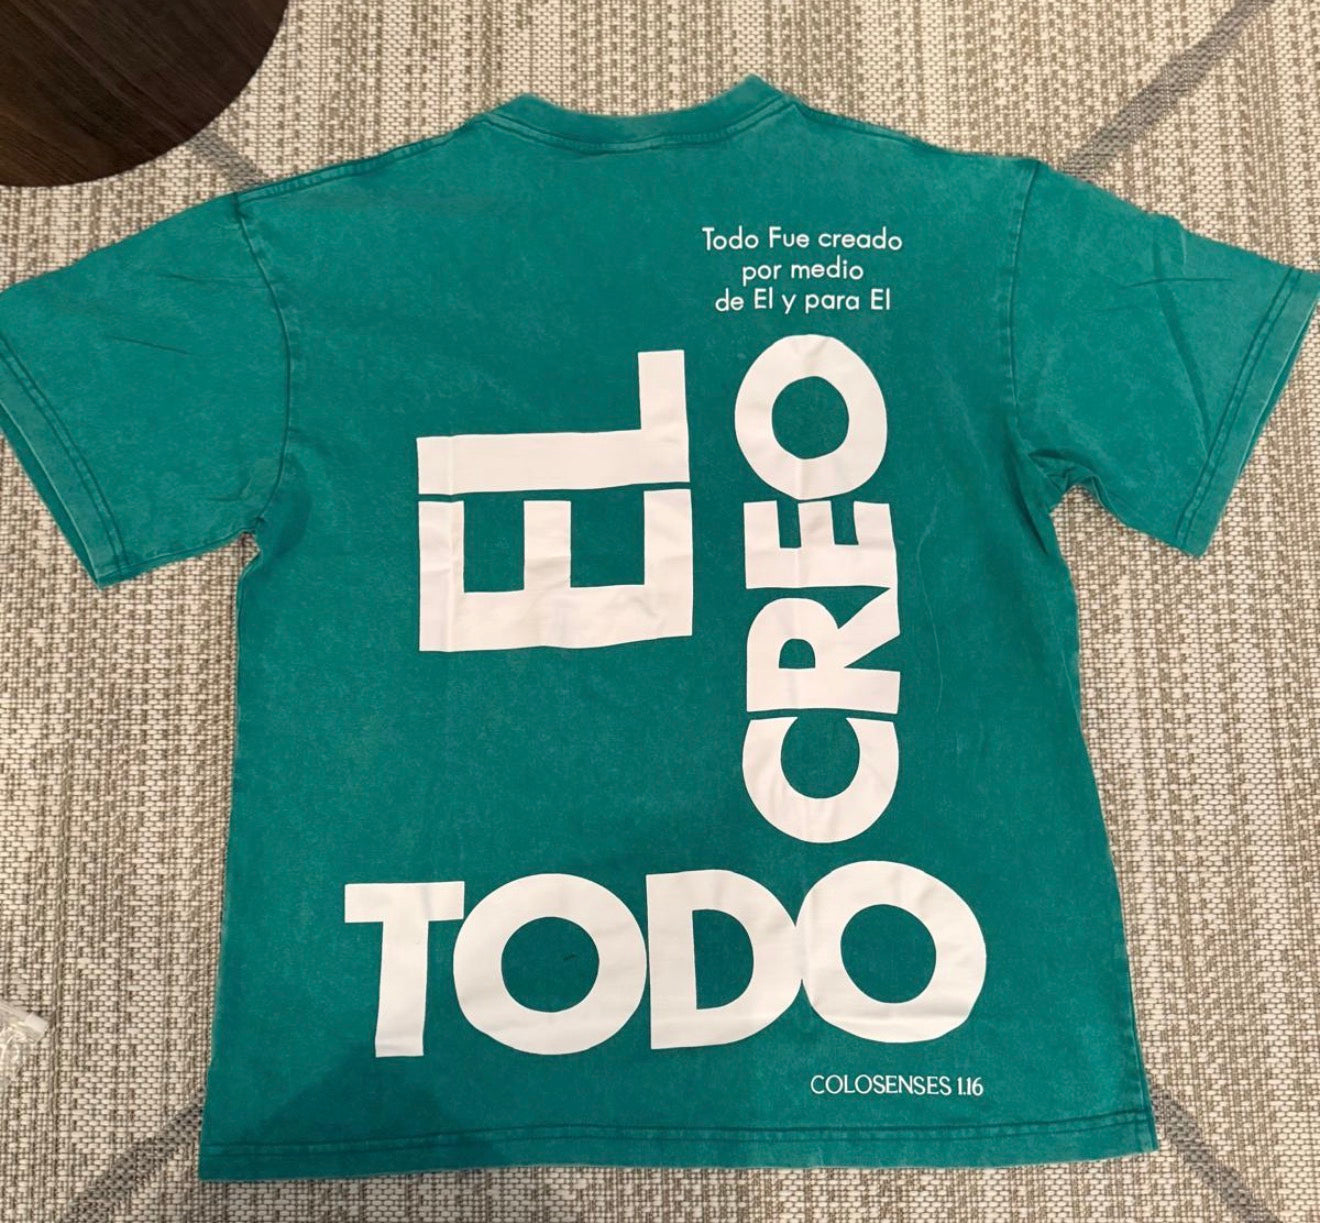 Todo Fue creado
por medio
de El y para El
EL
CREO
TODO
COLOSENSES 1.16